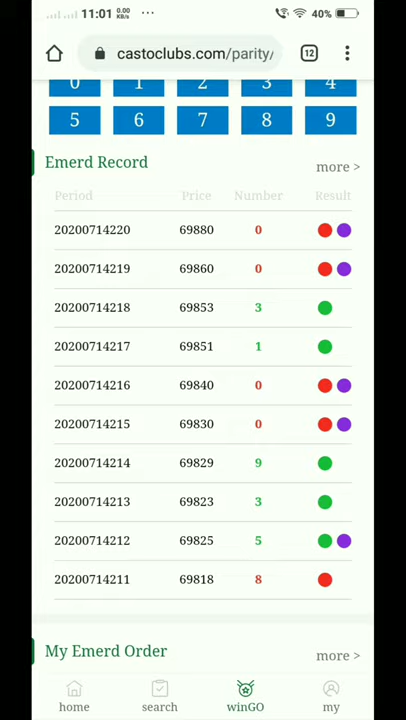 11:01 0.00 KB/s ... 40%
castoclubs.com/parity/ 12
0 1 2 3 4
5 6 7 8 9
Emerd Record
more >
Period Price Number Result
20200714220 69880 0
20200714219 69860 0
20200714218 69853 3
20200714217 69851 1
20200714216 69840 0
20200714215 69830 0
20200714214 69829 9
20200714213 69823 3
20200714212 69825 5
20200714211 69818 8
My Emerd Order
more >
home search winGO my